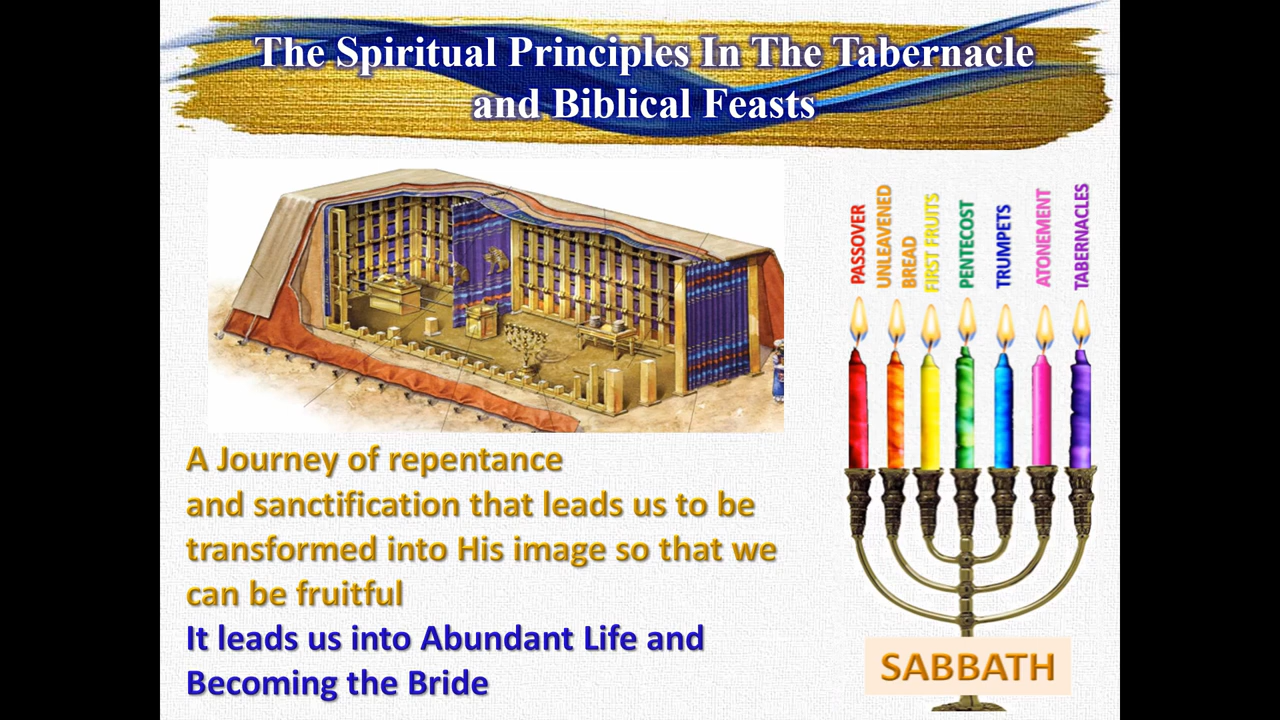 The Spiritual Principles In The Tabernacle
and Biblical Feasts
PASSOVER
UNLEAVENED
BREAD
FIRST FRUITS
PENTECOST
TRUMPETS
ATONEMENT
TABERNACLES
A Journey of repentance
and sanctification that leads us to be
transformed into His image so that we
can be fruitful
It leads us into Abundant Life and
Becoming the Bride
SABBATH